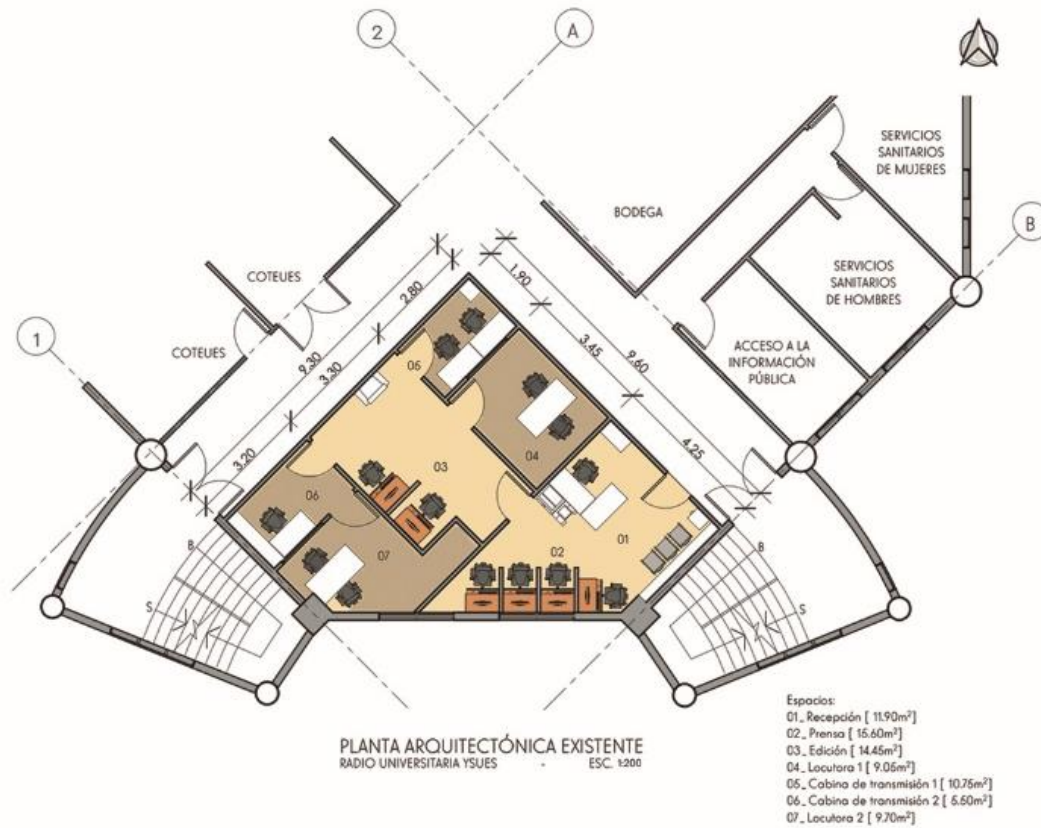 2
A
SERVICIOS
SANITARIOS
DE MUJERES
BODEGA
B
COTEUES
SERVICIOS
SANITARIOS
DE HOMBRES
1
COTEUES
ACCESO A LA
INFORMACIÓN
PÚBLICA
9.30
2.80
3.30
3.20
1.90
3.45
9.60
4.25
05
04
03
06
07
02
01
B
S
B
S
PLANTA ARQUITECTÓNICA EXISTENTE
RADIO UNIVERSITARIA YSUES - ESC. 1:200
Espacios:
01_ Recepción [ 11.90m²]
02_ Prensa [ 15.60m²]
03_ Edición [ 14.45m²]
04_ Locutora 1 [ 9.05m²]
05_ Cabina de transmisión 1 [ 10.75m²]
06_ Cabina de transmisión 2 [ 5.50m²]
07_ Locutora 2 [ 9.70m²]